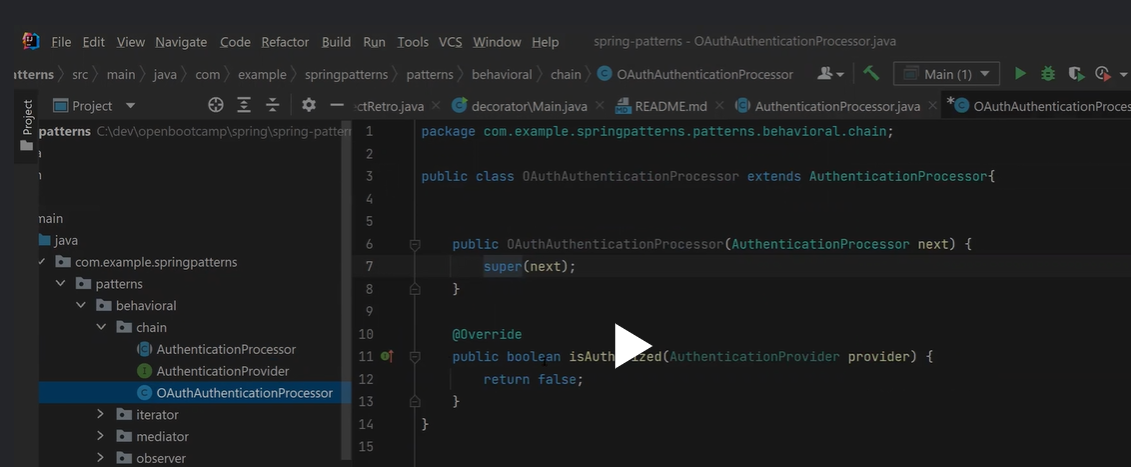 File Edit View Navigate Code Refactor Build Run Tools VCS Window Help spring-patterns - OAuthAuthenticationProcessor.java
tterns src main java com example springpatterns patterns behavioral chain OAuthAuthenticationProcessor Main (1)
Project
Project
ectRetro.java decorator\Main.java README.md AuthenticationProcessor.java OAuthAuthenticationProces
patterns C:\dev\openbootcamp\spring\spring-pattern
main
java
com.example.springpatterns
patterns
behavioral
chain
AuthenticationProcessor
AuthenticationProvider
OAuthAuthenticationProcessor
iterator
mediator
observer
1 package com.example.springpatterns.patterns.behavioral.chain;
2
3 public class OAuthAuthenticationProcessor extends AuthenticationProcessor{
4
5
6 public OAuthAuthenticationProcessor(AuthenticationProcessor next) {
7 super(next);
8 }
9
10 @Override
11 public boolean (AuthenticationProvider provider) {
12 return false;
13 }
14 }
15